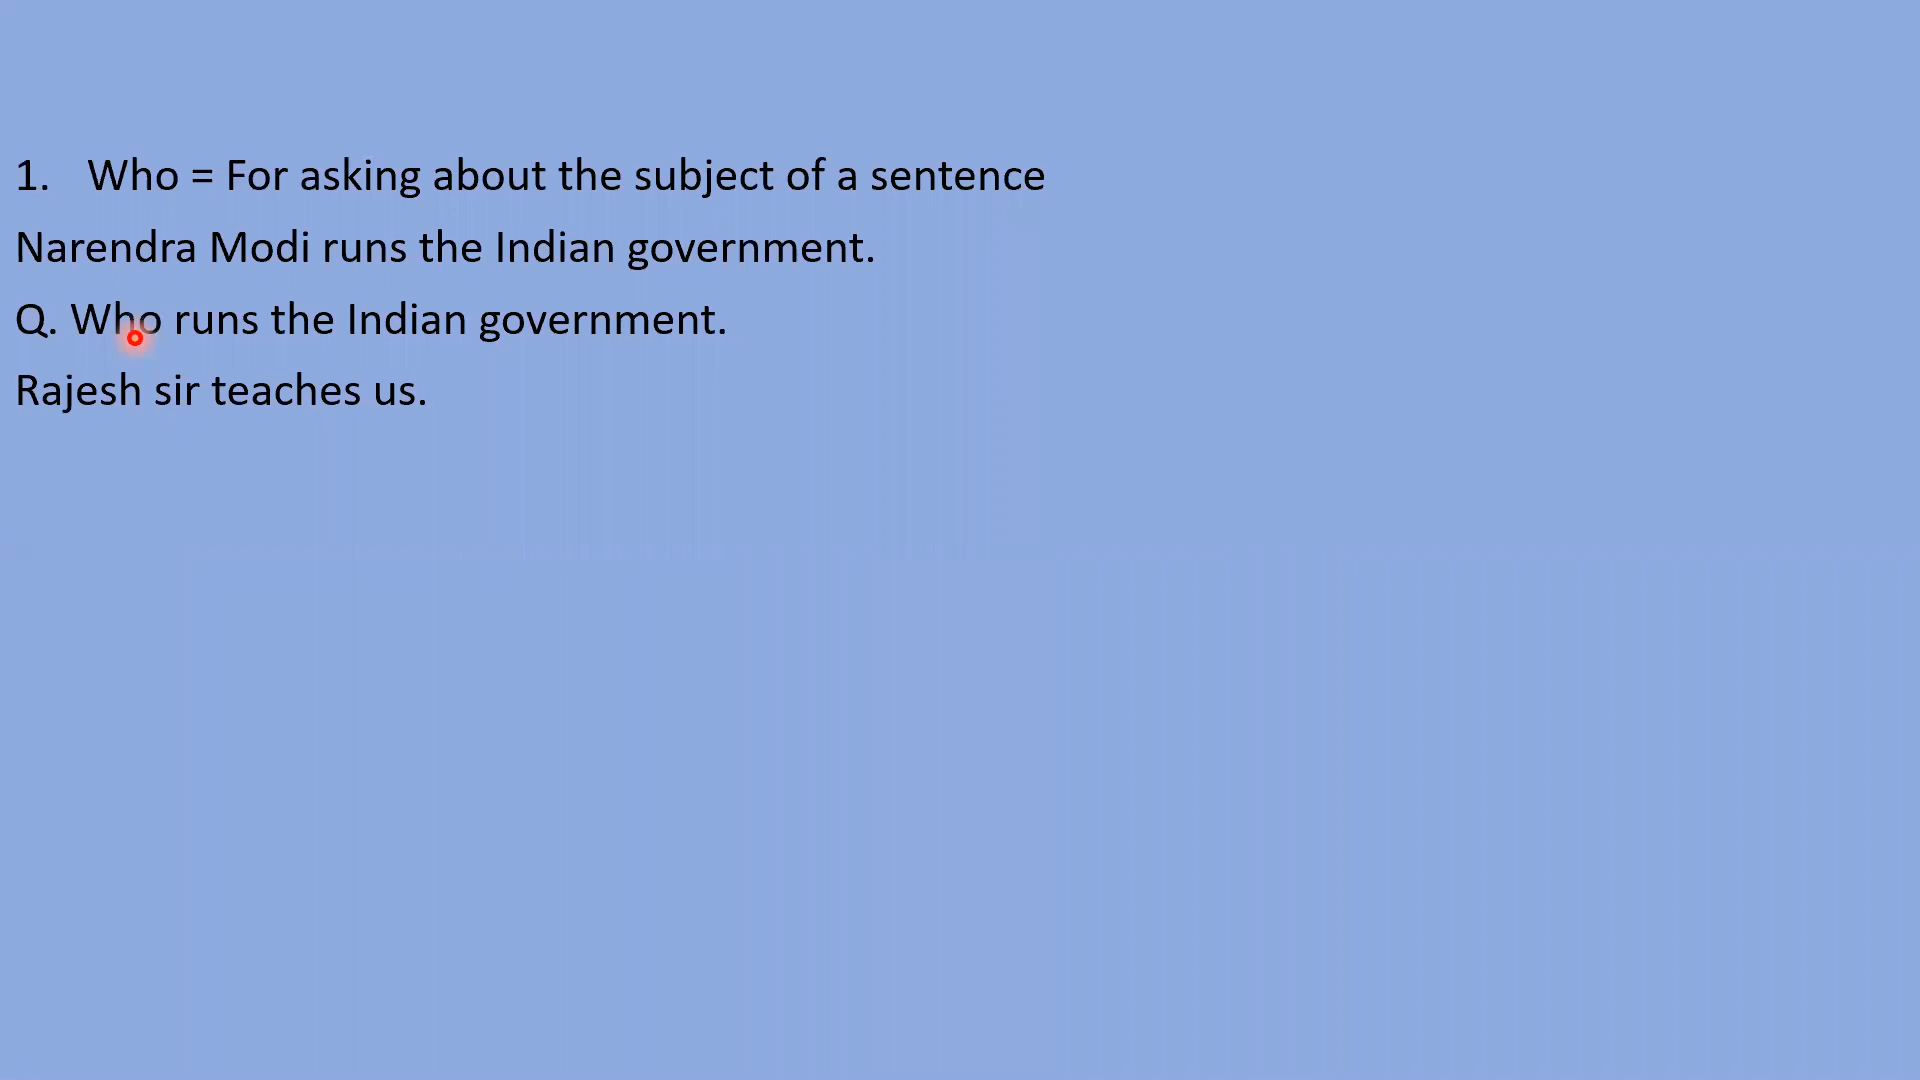 1. Who = For asking about the subject of a sentence
Narendra Modi runs the Indian government.
Q. Who runs the Indian government.
Rajesh sir teaches us.